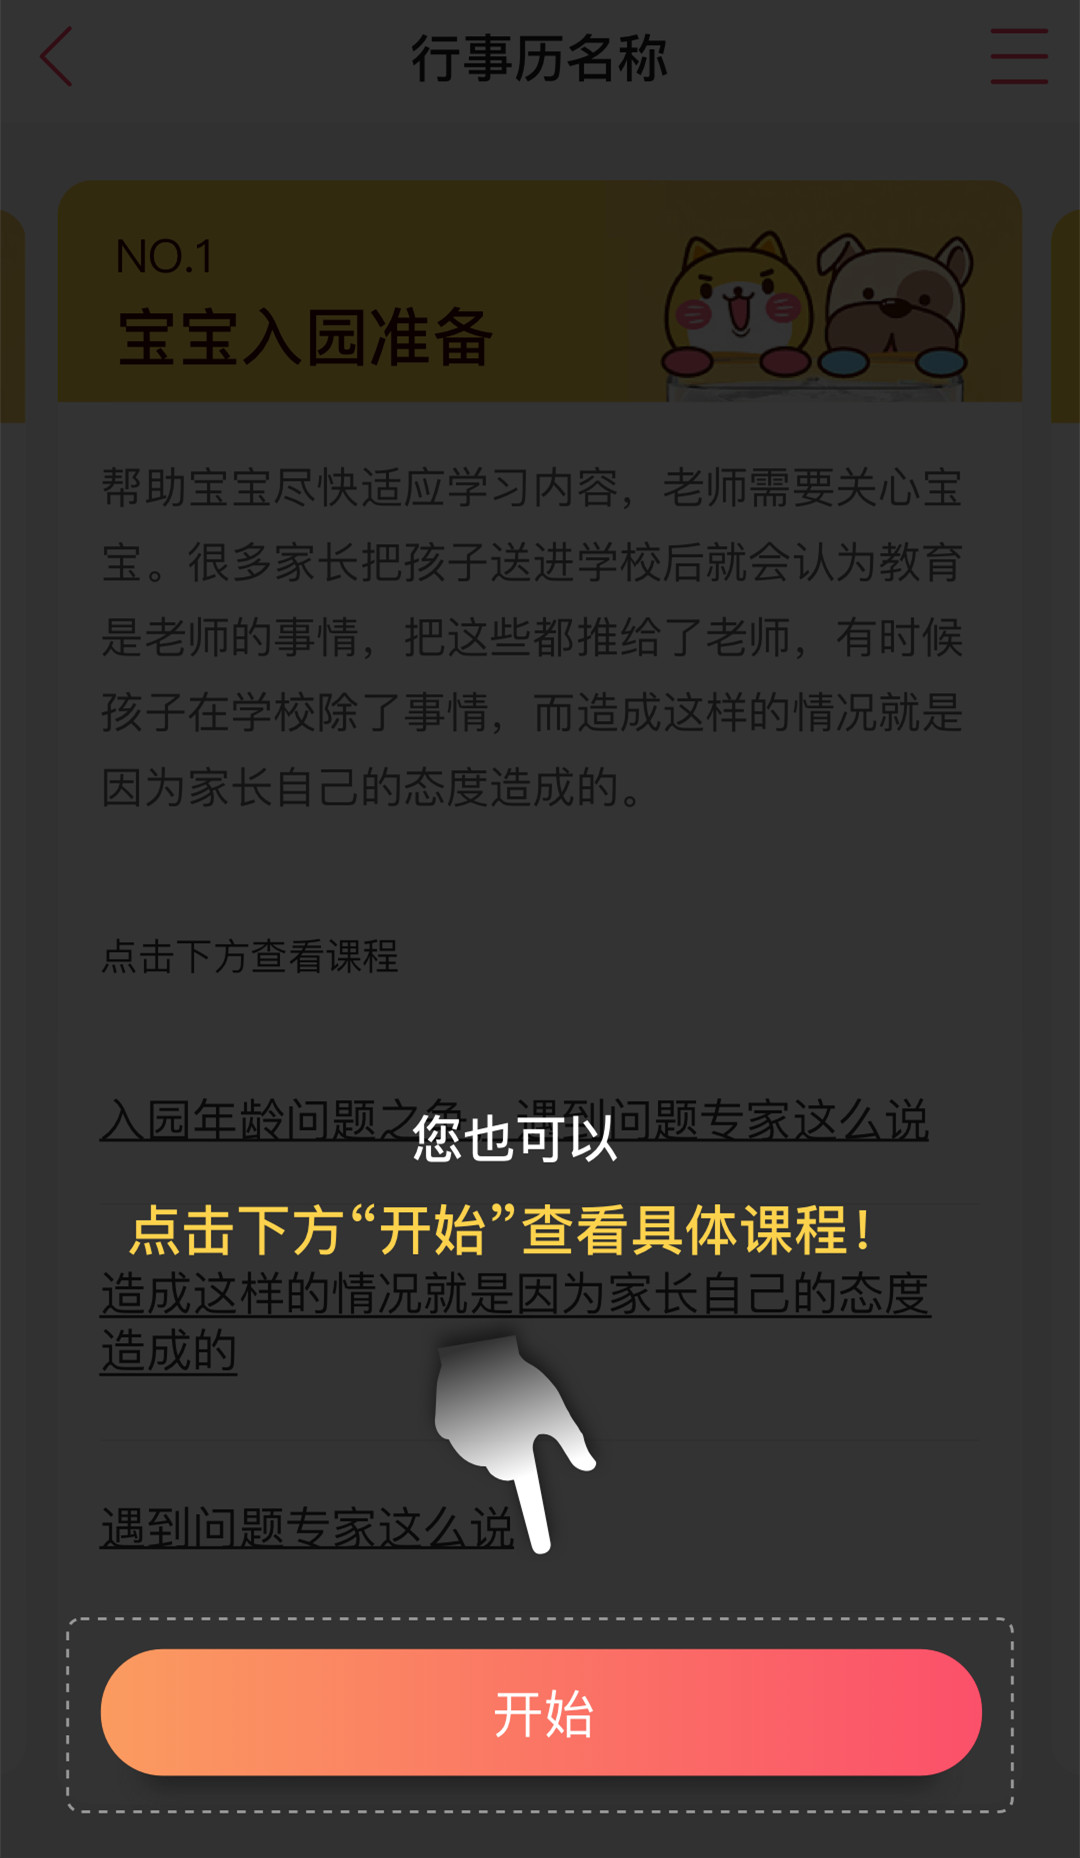 行事历名称
NO.1
宝宝入园准备
帮助宝宝尽快适应学习内容，老师需要关心宝
宝。很多家长把孩子送进学校后就会认为教育
是老师的事情，把这些都推给了老师，有时候
孩子在学校除了事情，而造成这样的情况就是
因为家长自己的态度造成的。
点击下方查看课程
入园年龄问题之争，遇到问题专家这么说
您也可以
点击下方“开始”查看具体课程！
造成这样的情况就是因为家长自己的态度
造成的
遇到问题专家这么说
开始